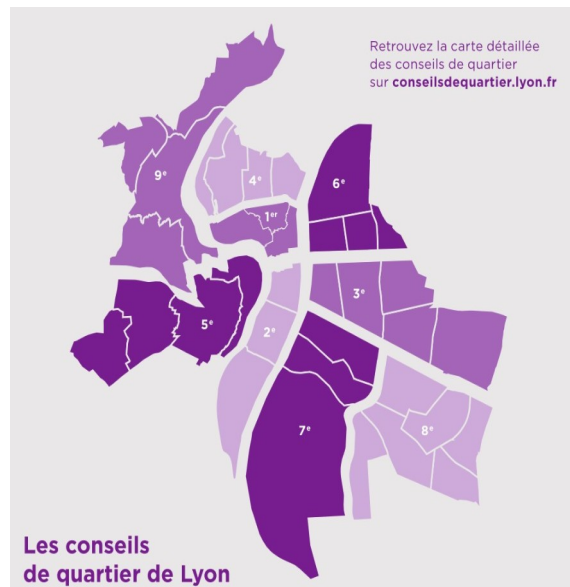 Retrouvez la carte détaillée
des conseils de quartier
sur conseilsdequartier.lyon.fr
6e
9e
4e
1er
3e
5e
2e
7e
8e
Les conseils
de quartier de Lyon